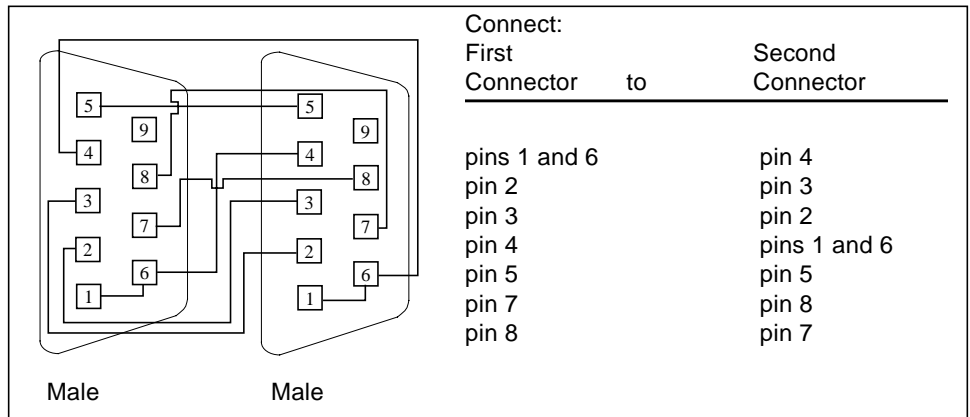 Connect:
First Second
Connector to Connector
pins 1 and 6 pin 4
pin 2 pin 3
pin 3 pin 2
pin 4 pins 1 and 6
pin 5 pin 5
pin 7 pin 8
pin 8 pin 7
5
9
4
8
3
7
2
6
1
5
9
4
8
3
7
2
6
1
Male Male